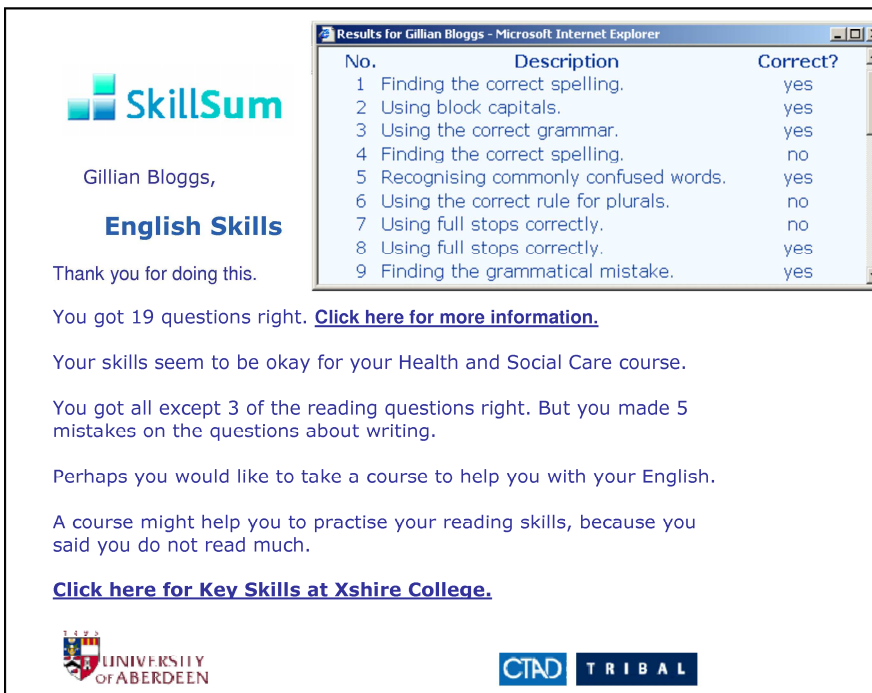 Results for Gillian Bloggs - Microsoft Internet Explorer
No. Description Correct?
1 Finding the correct spelling. yes
2 Using block capitals. yes
3 Using the correct grammar. yes
4 Finding the correct spelling. no
5 Recognising commonly confused words. yes
6 Using the correct rule for plurals. no
7 Using full stops correctly. no
8 Using full stops correctly. yes
9 Finding the grammatical mistake. yes
SkillSum
Gillian Bloggs,
English Skills
Thank you for doing this.
You got 19 questions right. Click here for more information.
Your skills seem to be okay for your Health and Social Care course.
You got all except 3 of the reading questions right. But you made 5
mistakes on the questions about writing.
Perhaps you would like to take a course to help you with your English.
A course might help you to practise your reading skills, because you
said you do not read much.
Click here for Key Skills at Xshire College.
1495
UNIVERSITY
OF ABERDEEN
CTAD TRIBAL